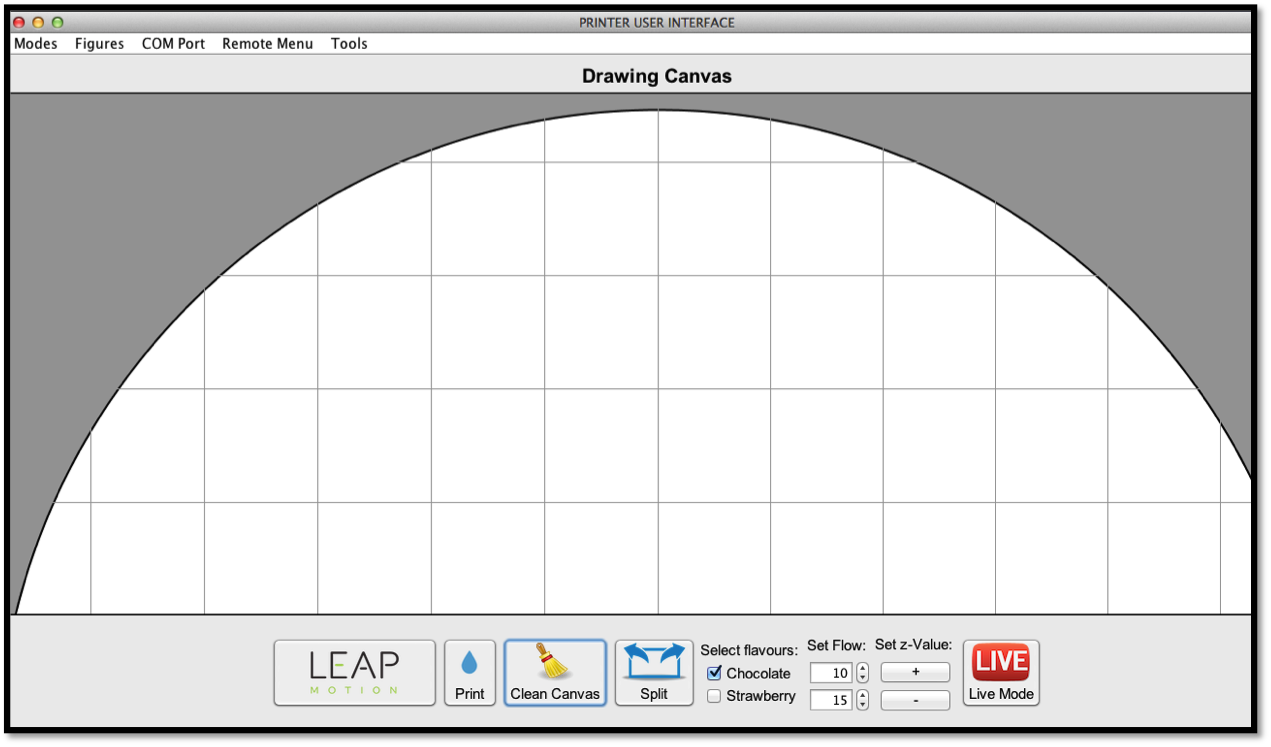 PRINTER USER INTERFACE
Modes Figures COM Port Remote Menu Tools
Drawing Canvas
LEAP
MOTION
Print
Clean Canvas
Split
Select flavours:
Chocolate
Strawberry
Set Flow:
10
15
Set z-Value:
+
-
LIVE
Live Mode